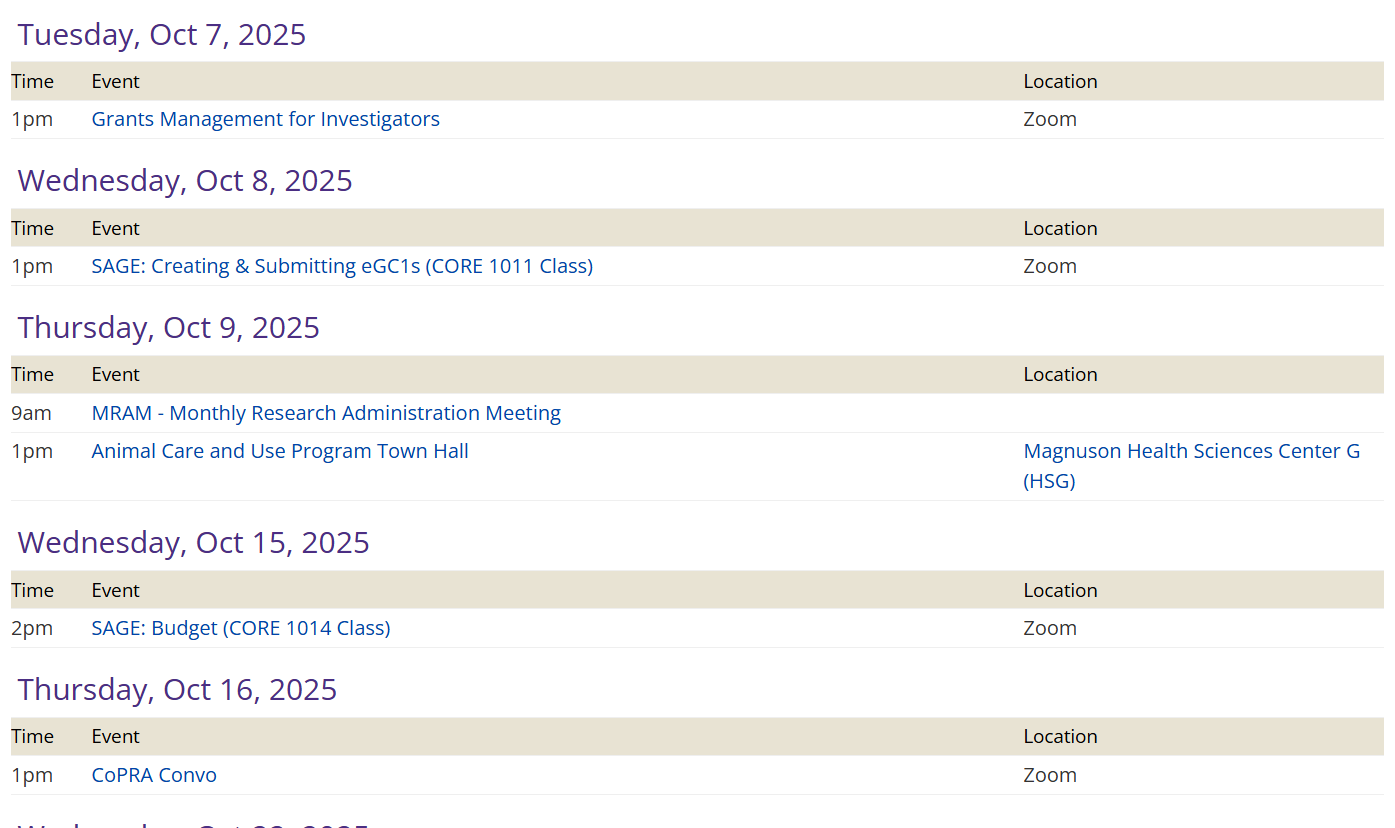 Tuesday, Oct 7, 2025
Time Event Location
1pm Grants Management for Investigators Zoom
Wednesday, Oct 8, 2025
Time Event Location
1pm SAGE: Creating & Submitting eGC1s (CORE 1011 Class) Zoom
Thursday, Oct 9, 2025
Time Event Location
9am MRAM - Monthly Research Administration Meeting
1pm Animal Care and Use Program Town Hall Magnuson Health Sciences Center G
(HSG)
Wednesday, Oct 15, 2025
Time Event Location
2pm SAGE: Budget (CORE 1014 Class) Zoom
Thursday, Oct 16, 2025
Time Event Location
1pm CoPRA Convo Zoom